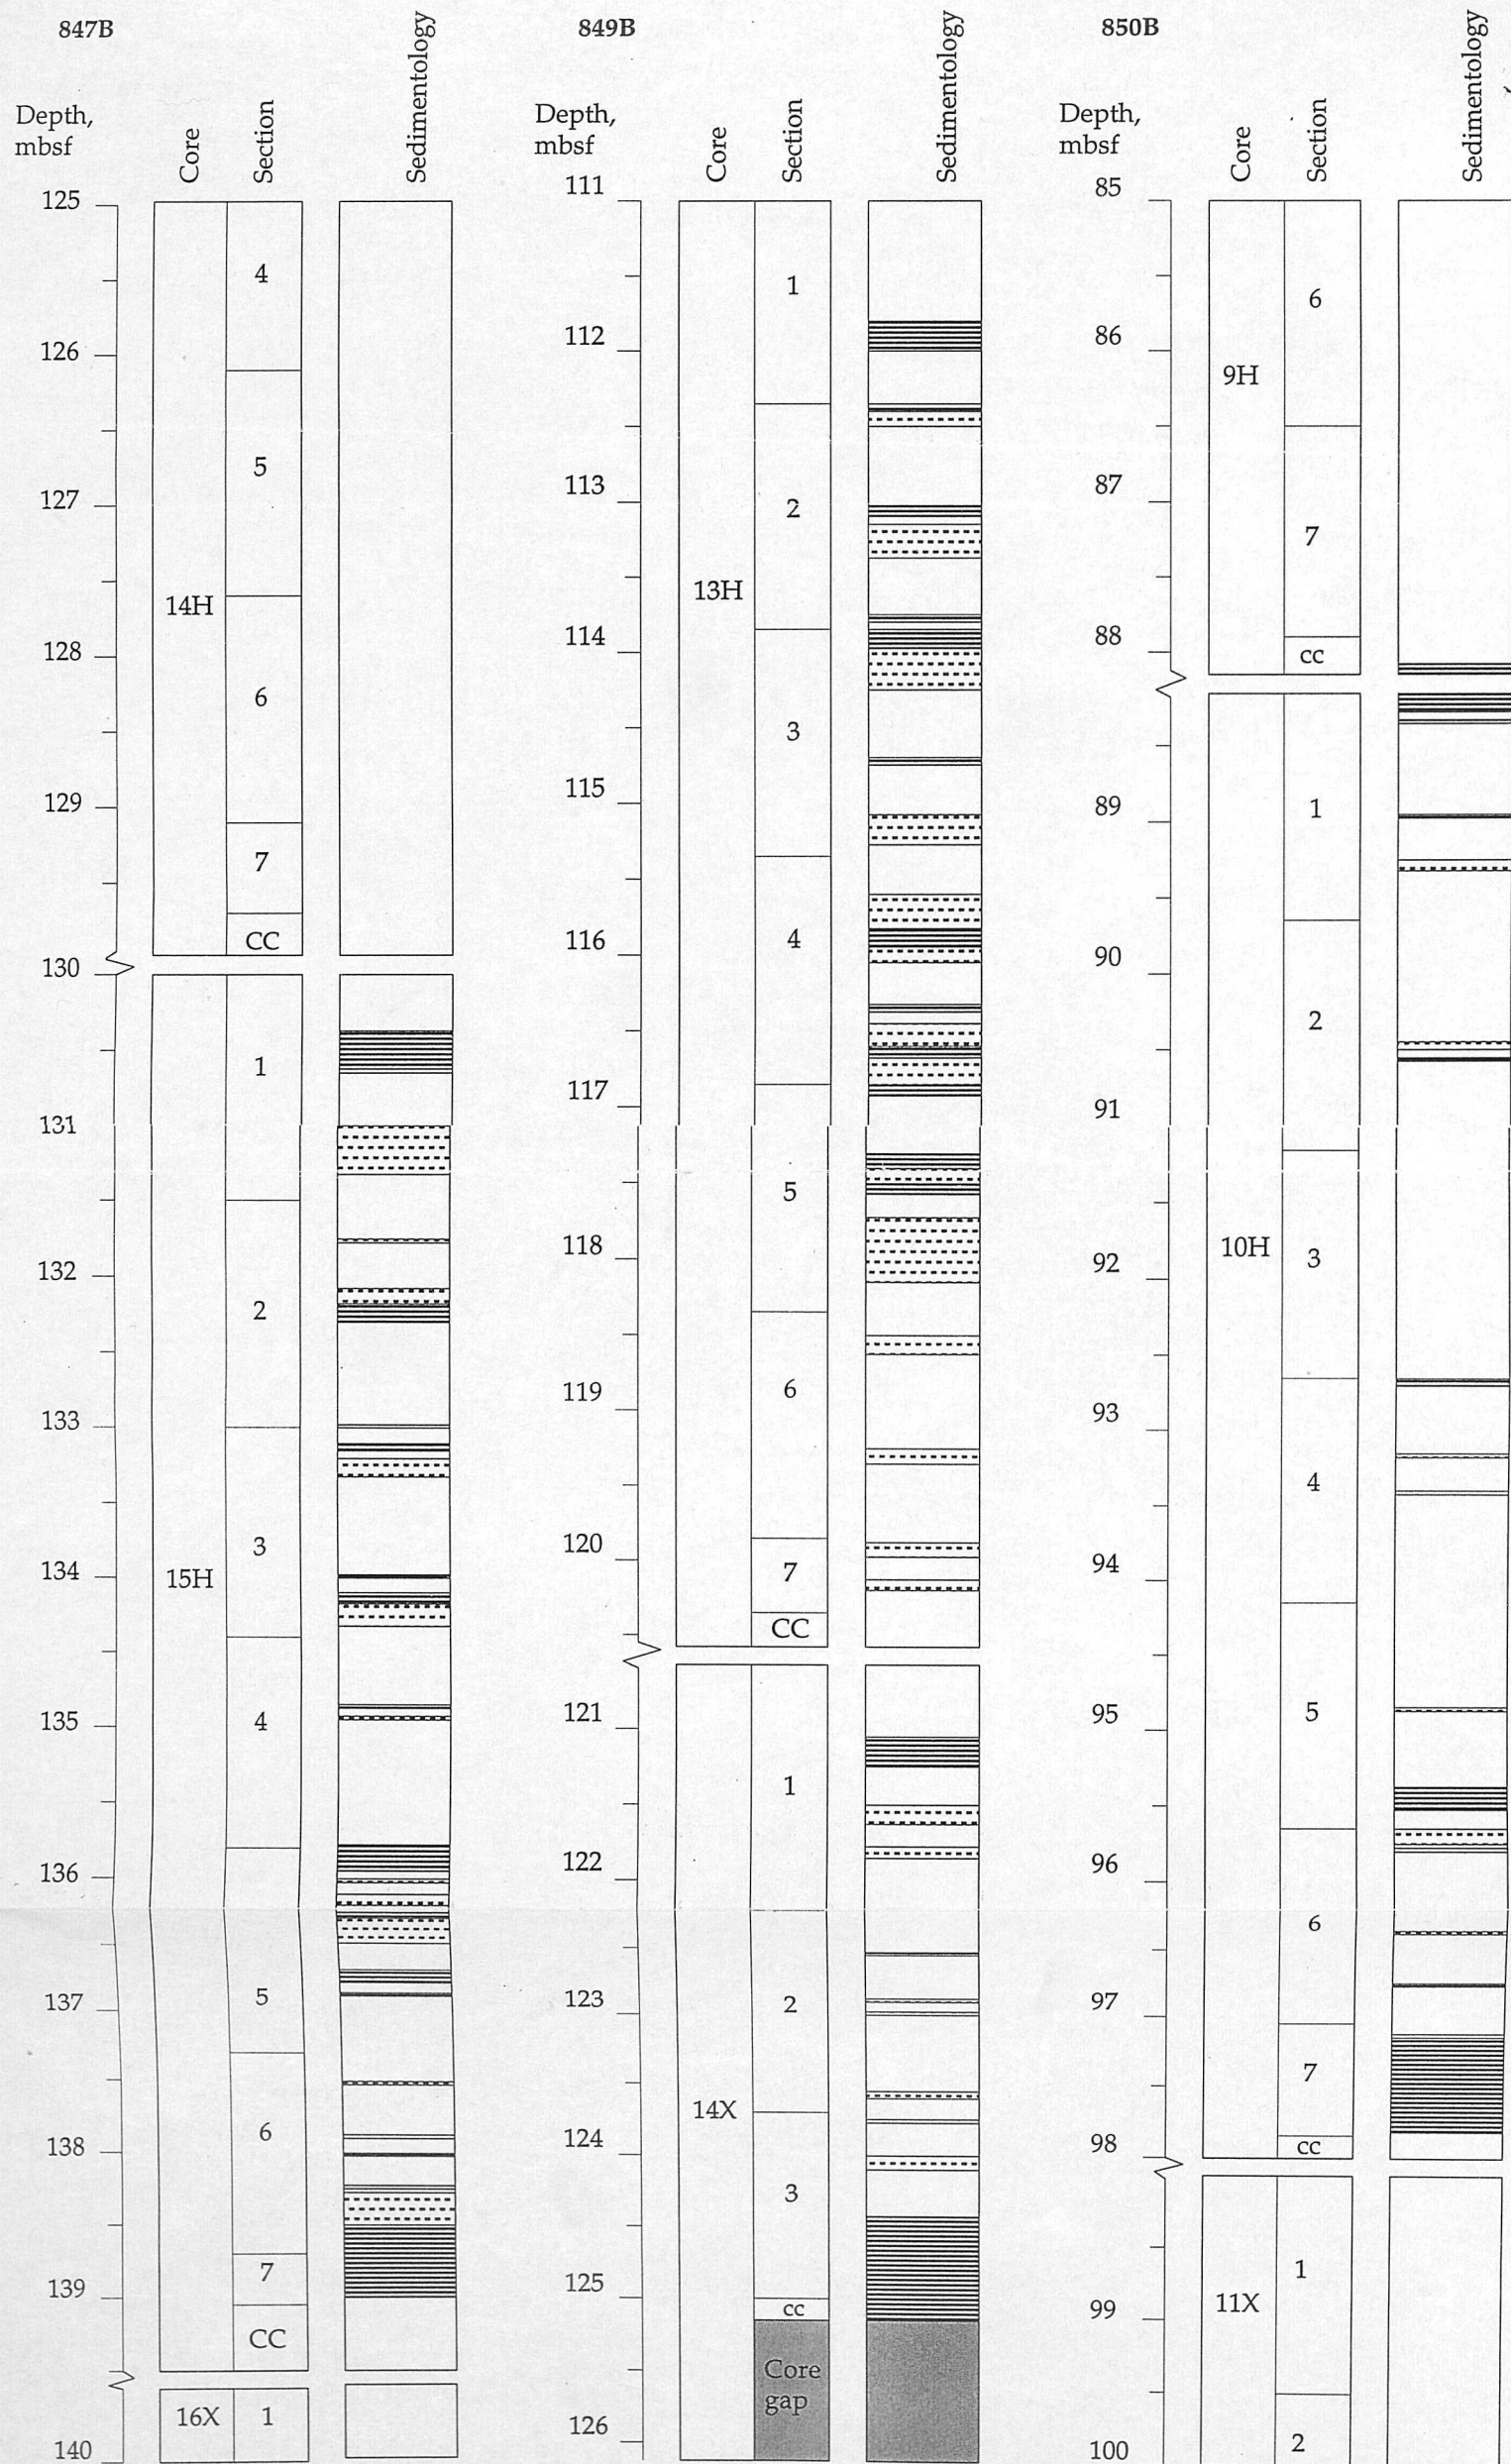 847B
Depth,
mbsf
Core
Section
Sedimentology
125
126
127
128
129
130
131
132
133
134
135
136
137
138
139
140
14H
4
5
6
7
CC
15H
1
2
3
4
5
6
7
CC
16X
1
849B
Depth,
mbsf
Core
Section
Sedimentology
111
112
113
114
115
116
117
118
119
120
121
122
123
124
125
126
13H
1
2
3
4
5
6
7
CC
14X
1
2
3
cc
Core
gap
850B
Depth,
mbsf
Core
Section
Sedimentology
85
86
87
88
89
90
91
92
93
94
95
96
97
98
99
100
9H
6
7
cc
10H
1
2
3
4
5
6
7
cc
11X
1
2